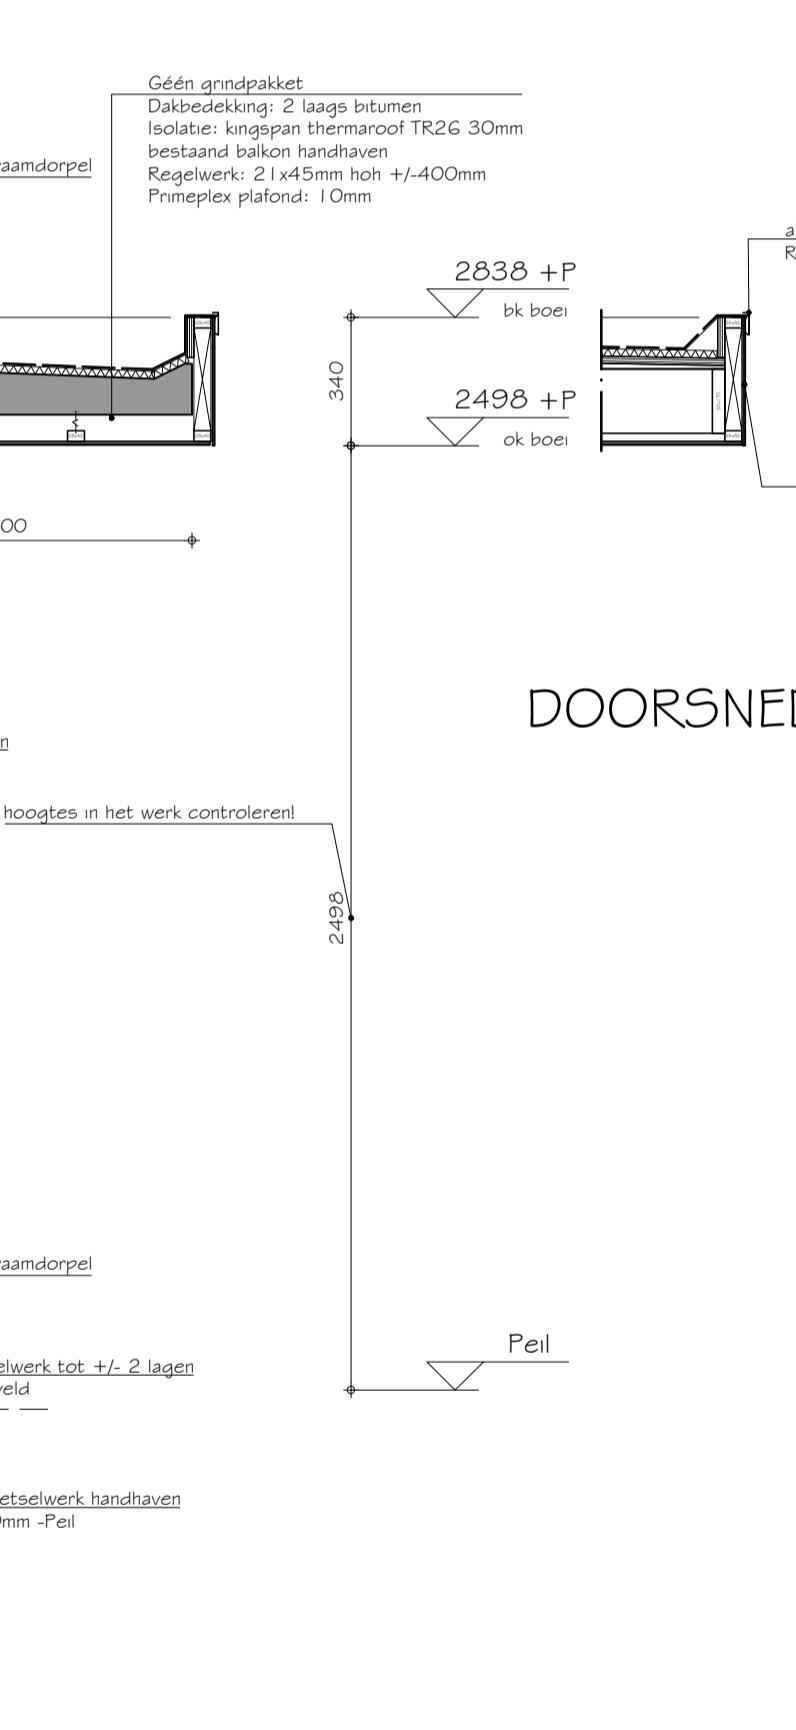 Géén grindpakket
Dakbedekking: 2 laags bitumen
Isolatie: kingspan thermaroof TR26 30mm
bestaand balkon handhaven
Regelwerk: 21x45mm hoh +/-400mm
Primeplex plafond: 10mm
aamdorpel
a
R
2838 +P
bk boei
340
2498 +P
ok boei
00
DOORSNED
n
hoogtes in het werk controleren!
2498
aamdorpel
Peil
elwerk tot +/- 2 lagen
veld
etselwerk handhaven
mm -Peil